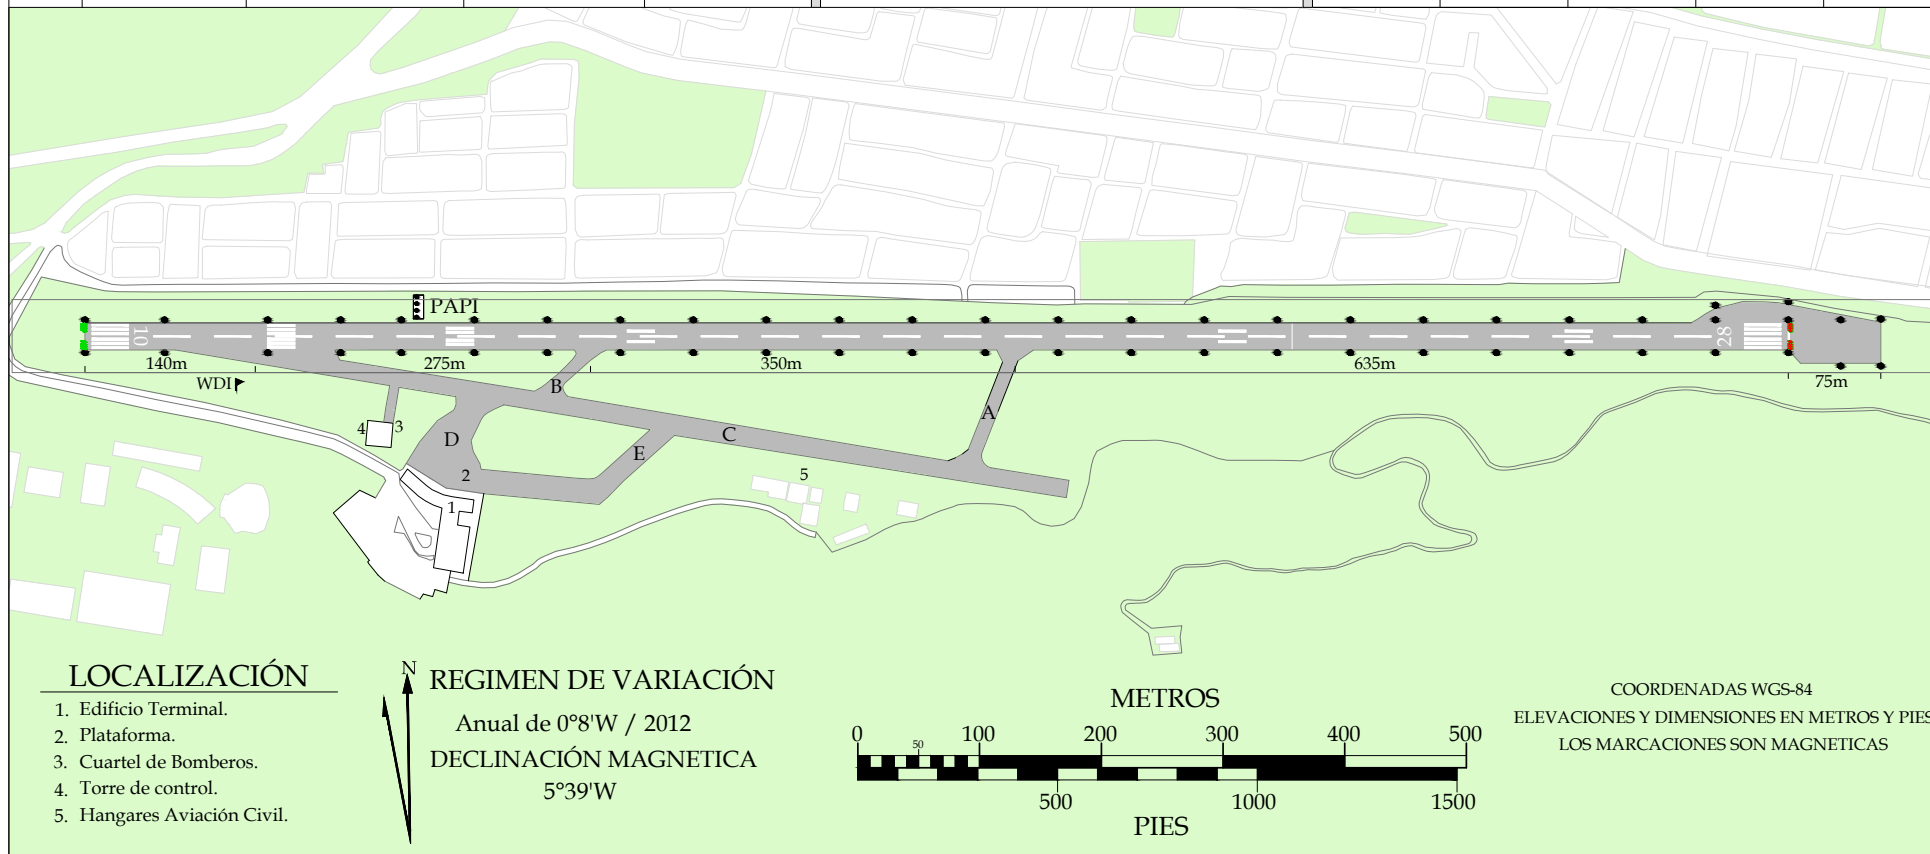 PAPI
10
28
140m
275m
350m
635m
75m
WDI
B
A
4
3
D
C
E
2
5
1
LOCALIZACIÓN
1. Edificio Terminal.
2. Plataforma.
3. Cuartel de Bomberos.
4. Torre de control.
5. Hangares Aviación Civil.
N
REGIMEN DE VARIACIÓN
Anual de 0°8'W / 2012
DECLINACIÓN MAGNETICA
5°39'W
METROS
0 50 100 200 300 400 500
500 1000 1500
PIES
COORDENADAS WGS-84
ELEVACIONES Y DIMENSIONES EN METROS Y PIES
LOS MARCACIONES SON MAGNETICAS